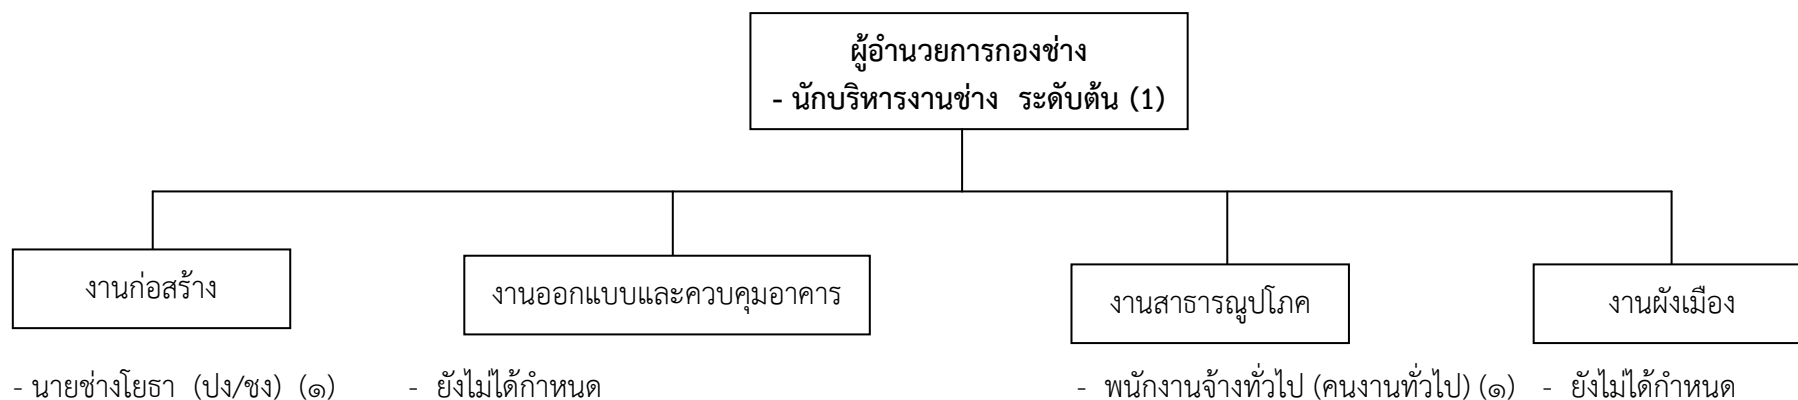 ผู้อำนวยการกองช่าง
- นักบริหารงานช่าง ระดับต้น (1)
งานก่อสร้าง
งานออกแบบและควบคุมอาคาร
งานสาธารณูปโภค
งานผังเมือง
- นายช่างโยธา (ปง/ชง) (๑)
- ยังไม่ได้กำหนด
- พนักงานจ้างทั่วไป (คนงานทั่วไป) (๑)
- ยังไม่ได้กำหนด